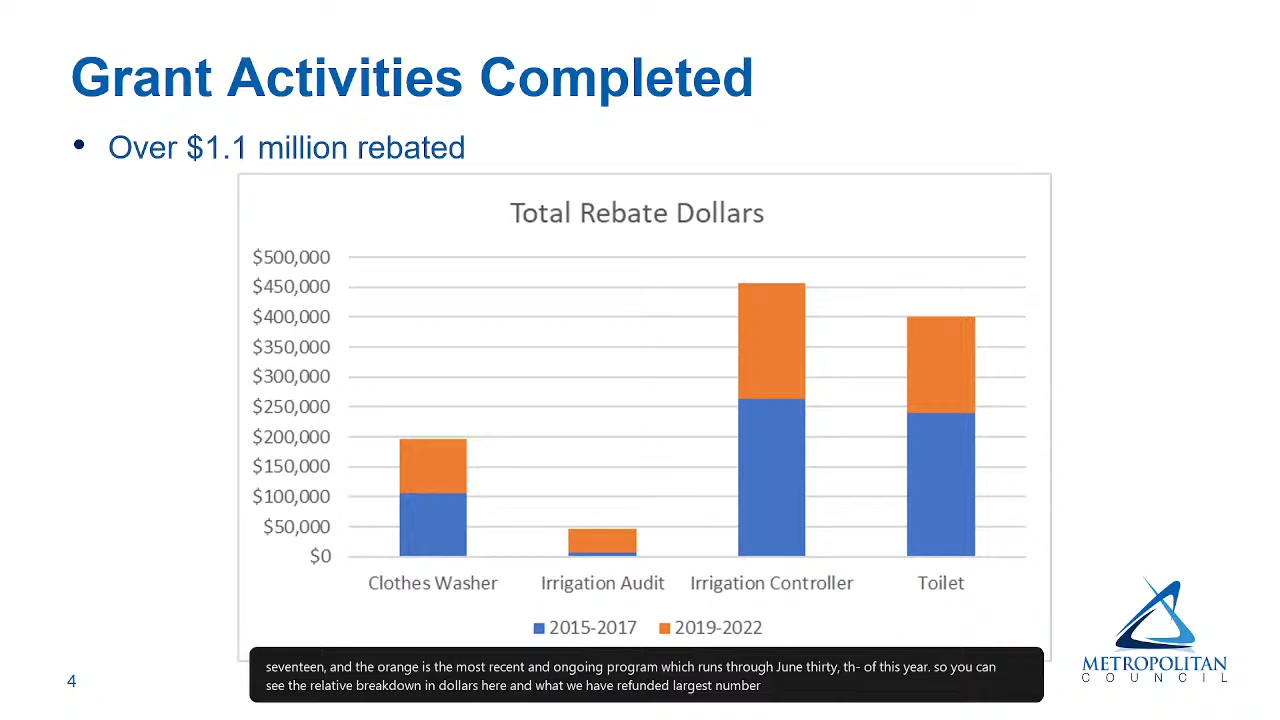 Grant Activities Completed
• Over $1.1 million rebated
Total Rebate Dollars
$500,000
$450,000
$400,000
$350,000
$300,000
$250,000
$200,000
$150,000
$100,000
$50,000
$0
Clothes Washer Irrigation Audit Irrigation Controller Toilet
2015-2017 2019-2022
seventeen, and the orange is the most recent and ongoing program which runs through June thirty, th- of this year. so you can
see the relative breakdown in dollars here and what we have refunded largest number
4
METROPOLITAN
COUNCIL